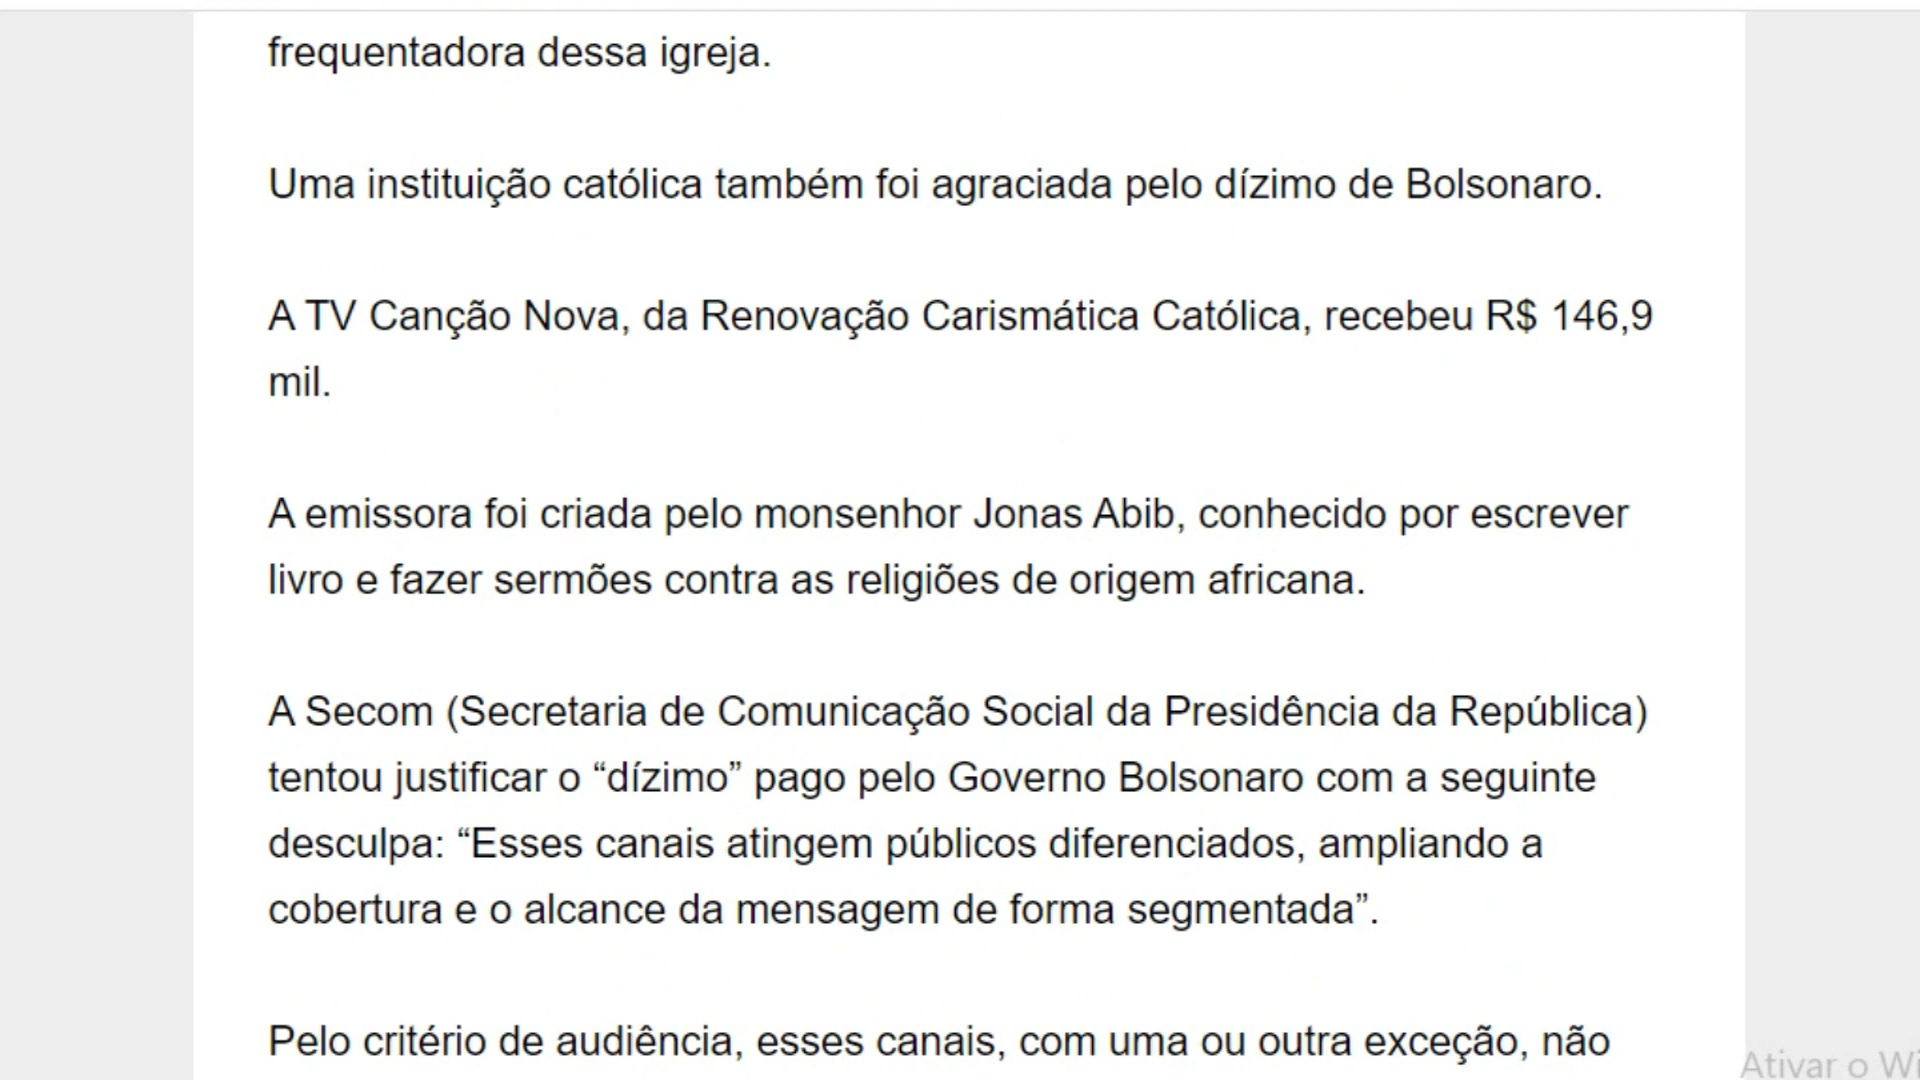 frequentadora dessa igreja.
Uma instituição católica também foi agraciada pelo dízimo de Bolsonaro.
A TV Canção Nova, da Renovação Carismática Católica, recebeu R$ 146,9
mil.
A emissora foi criada pelo monsenhor Jonas Abib, conhecido por escrever
livro e fazer sermões contra as religiões de origem africana.
A Secom (Secretaria de Comunicação Social da Presidência da República)
tentou justificar o “dízimo” pago pelo Governo Bolsonaro com a seguinte
desculpa: “Esses canais atingem públicos diferenciados, ampliando a
cobertura e o alcance da mensagem de forma segmentada”.
Pelo critério de audiência, esses canais, com uma ou outra exceção, não
Ativar o Wi